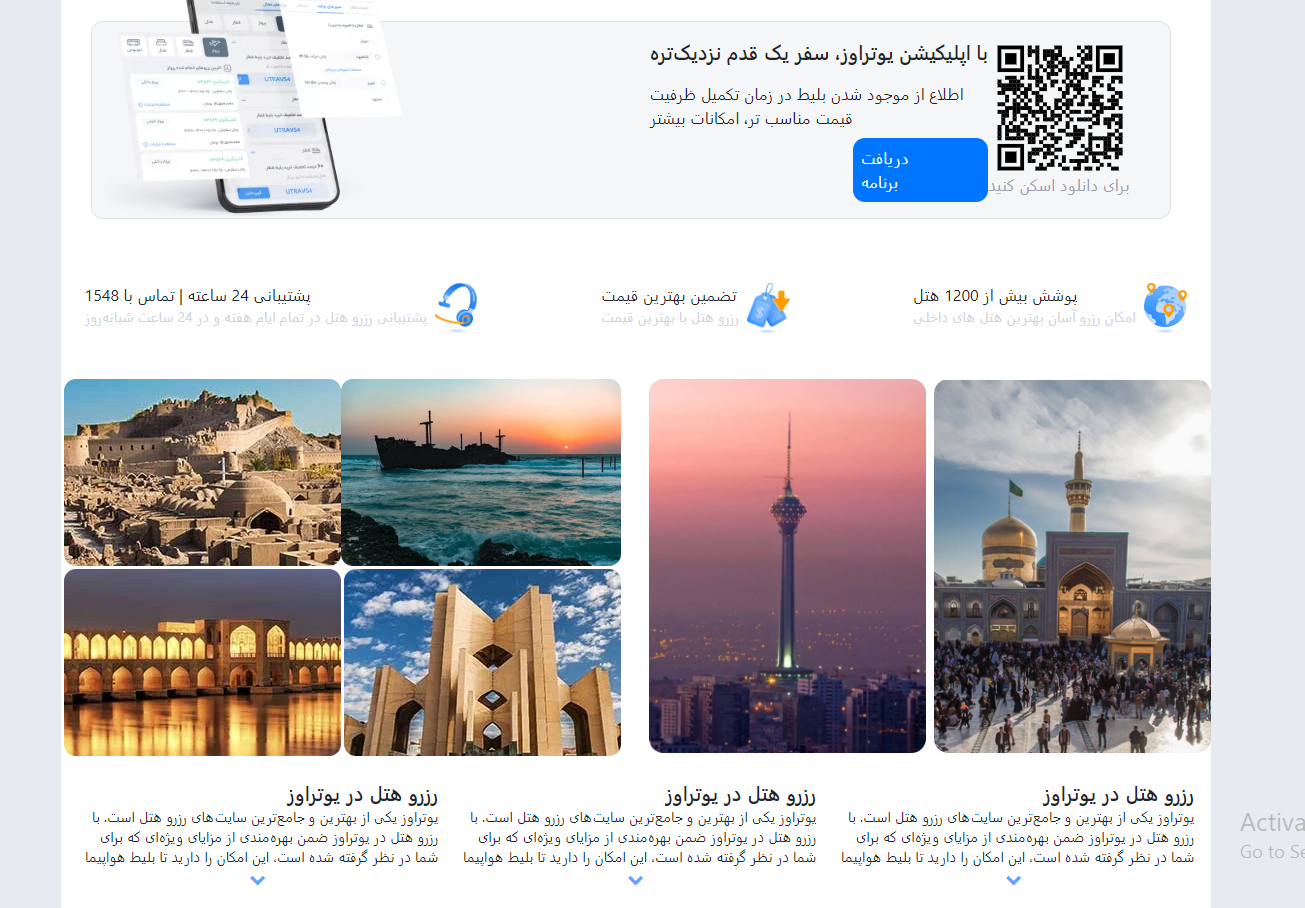 با اپلیکیشن یوتراوز، سفر یک قدم نزدیک‌تره
اطلاع از موجود شدن بلیط در زمان تکمیل ظرفیت
قیمت مناسب تر، امکانات بیشتر
دریافت
برنامه
برای دانلود اسکن کنید
UTRAV54
UTRAV54
UTRAV54
پوشش بیش از 1200 هتل
امکان رزرو آسان بهترین هتل های داخلی
تضمین بهترین قیمت
رزرو هتل با بهترین قیمت
پشتیبانی 24 ساعته | تماس با 1548
پشتیبانی رزرو هتل در تمام ایام هفته و در 24 ساعت شبانه‌روز
رزرو هتل در یوتراوز
یوتراوز یکی از بهترین و جامع‌ترین سایت‌های رزرو هتل است. با
رزرو هتل در یوتراوز ضمن بهره‌مندی از مزایای ویژه‌ای که برای
شما در نظر گرفته شده است، این امکان را دارید تا بلیط هواپیما
رزرو هتل در یوتراوز
یوتراوز یکی از بهترین و جامع‌ترین سایت‌های رزرو هتل است. با
رزرو هتل در یوتراوز ضمن بهره‌مندی از مزایای ویژه‌ای که برای
شما در نظر گرفته شده است، این امکان را دارید تا بلیط هواپیما
رزرو هتل در یوتراوز
یوتراوز یکی از بهترین و جامع‌ترین سایت‌های رزرو هتل است. با
رزرو هتل در یوتراوز ضمن بهره‌مندی از مزایای ویژه‌ای که برای
شما در نظر گرفته شده است، این امکان را دارید تا بلیط هواپیما
Activa
Go to Se